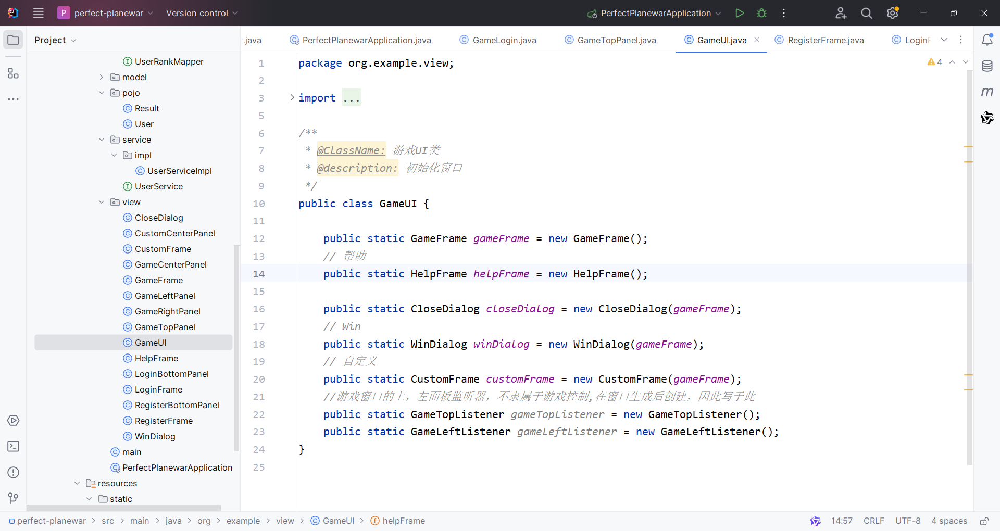 P perfect-planewar Version control PerfectPlanewarApplication
Project
.java PerfectPlanewarApplication.java GameLogin.java GameTopPanel.java GameUI.java RegisterFrame.java LoginF
UserRankMapper
model
pojo
Result
User
service
impl
UserServiceImpl
UserService
view
CloseDialog
CustomCenterPanel
CustomFrame
GameCenterPanel
GameFrame
GameLeftPanel
GameRightPanel
GameTopPanel
GameUI
HelpFrame
LoginBottomPanel
LoginFrame
RegisterBottomPanel
RegisterFrame
WinDialog
main
PerfectPlanewarApplication
resources
static
4
1 package org.example.view;
2
3 import ...
5
6 /**
7 * @ClassName: 游戏UI类
8 * @description: 初始化窗口
9 */
10 public class GameUI {
11
12 public static GameFrame gameFrame = new GameFrame();
13 // 帮助
14 public static HelpFrame helpFrame = new HelpFrame();
15
16 public static CloseDialog closeDialog = new CloseDialog(gameFrame);
17 // Win
18 public static WinDialog winDialog = new WinDialog(gameFrame);
19 // 自定义
20 public static CustomFrame customFrame = new CustomFrame(gameFrame);
21 //游戏窗口的上，左面板监听器，不隶属于游戏控制,在窗口生成后创建，因此写于此
22 public static GameTopListener gameTopListener = new GameTopListener();
23 public static GameLeftListener gameLeftListener = new GameLeftListener();
24 }
25
m
perfect-planewar > src > main > java > org > example > view > GameUI > helpFrame 14:57 CRLF UTF-8 4 spaces